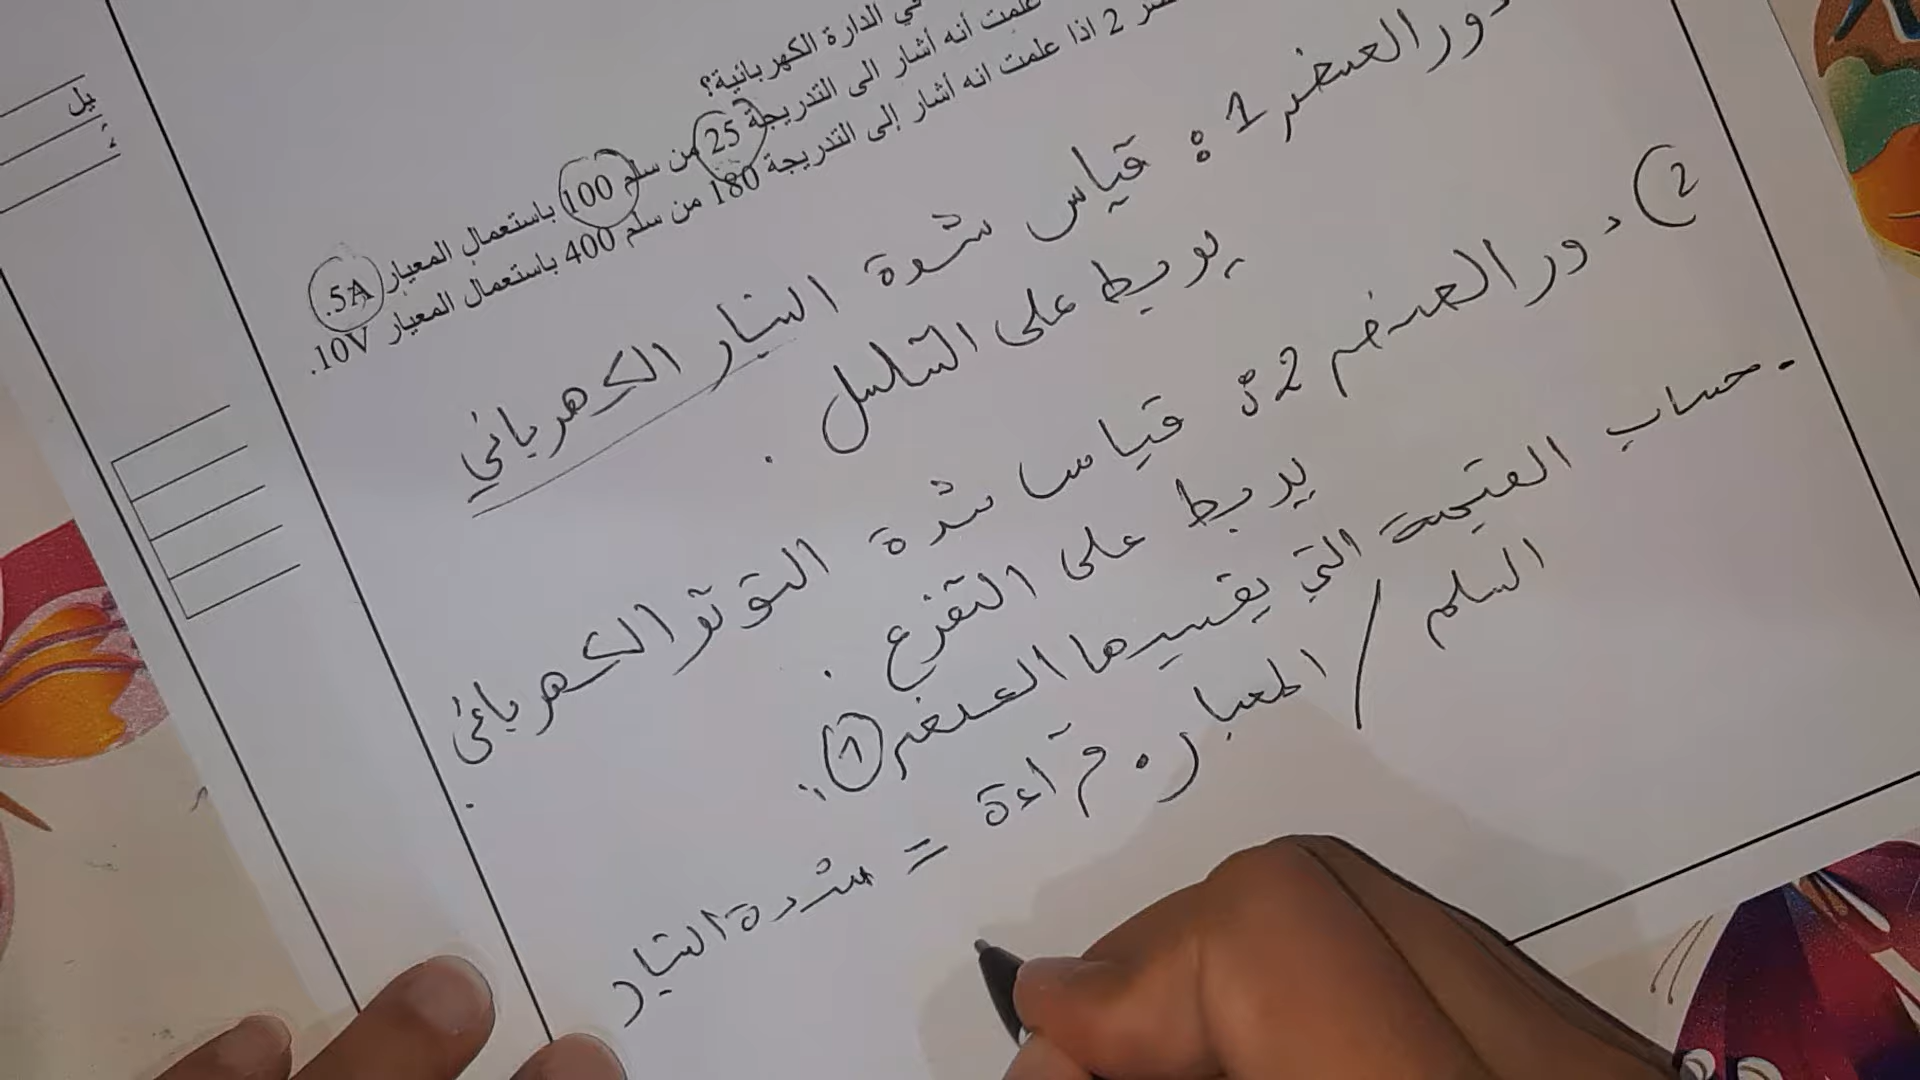 في الدارة الكهربائية؟
علمت أنه أشار الى التدريجة 25 من سلم 100 باستعمال المعيار 5A.
2 اذا علمت انه أشار إلى التدريجة 180 من سلم 400 باستعمال المعيار 10V.
يل
دور العنصر 1: قياس شدة التيار الكهربائي
يربط على التسلسل.
2 دور العنصر 2: قياس شدة التوتر الكهربائي.
يربط على التفرع.
- حساب القيمة التي يقيسها العنصر 1:
شدة التيار = قراءة . المعيار / السلم